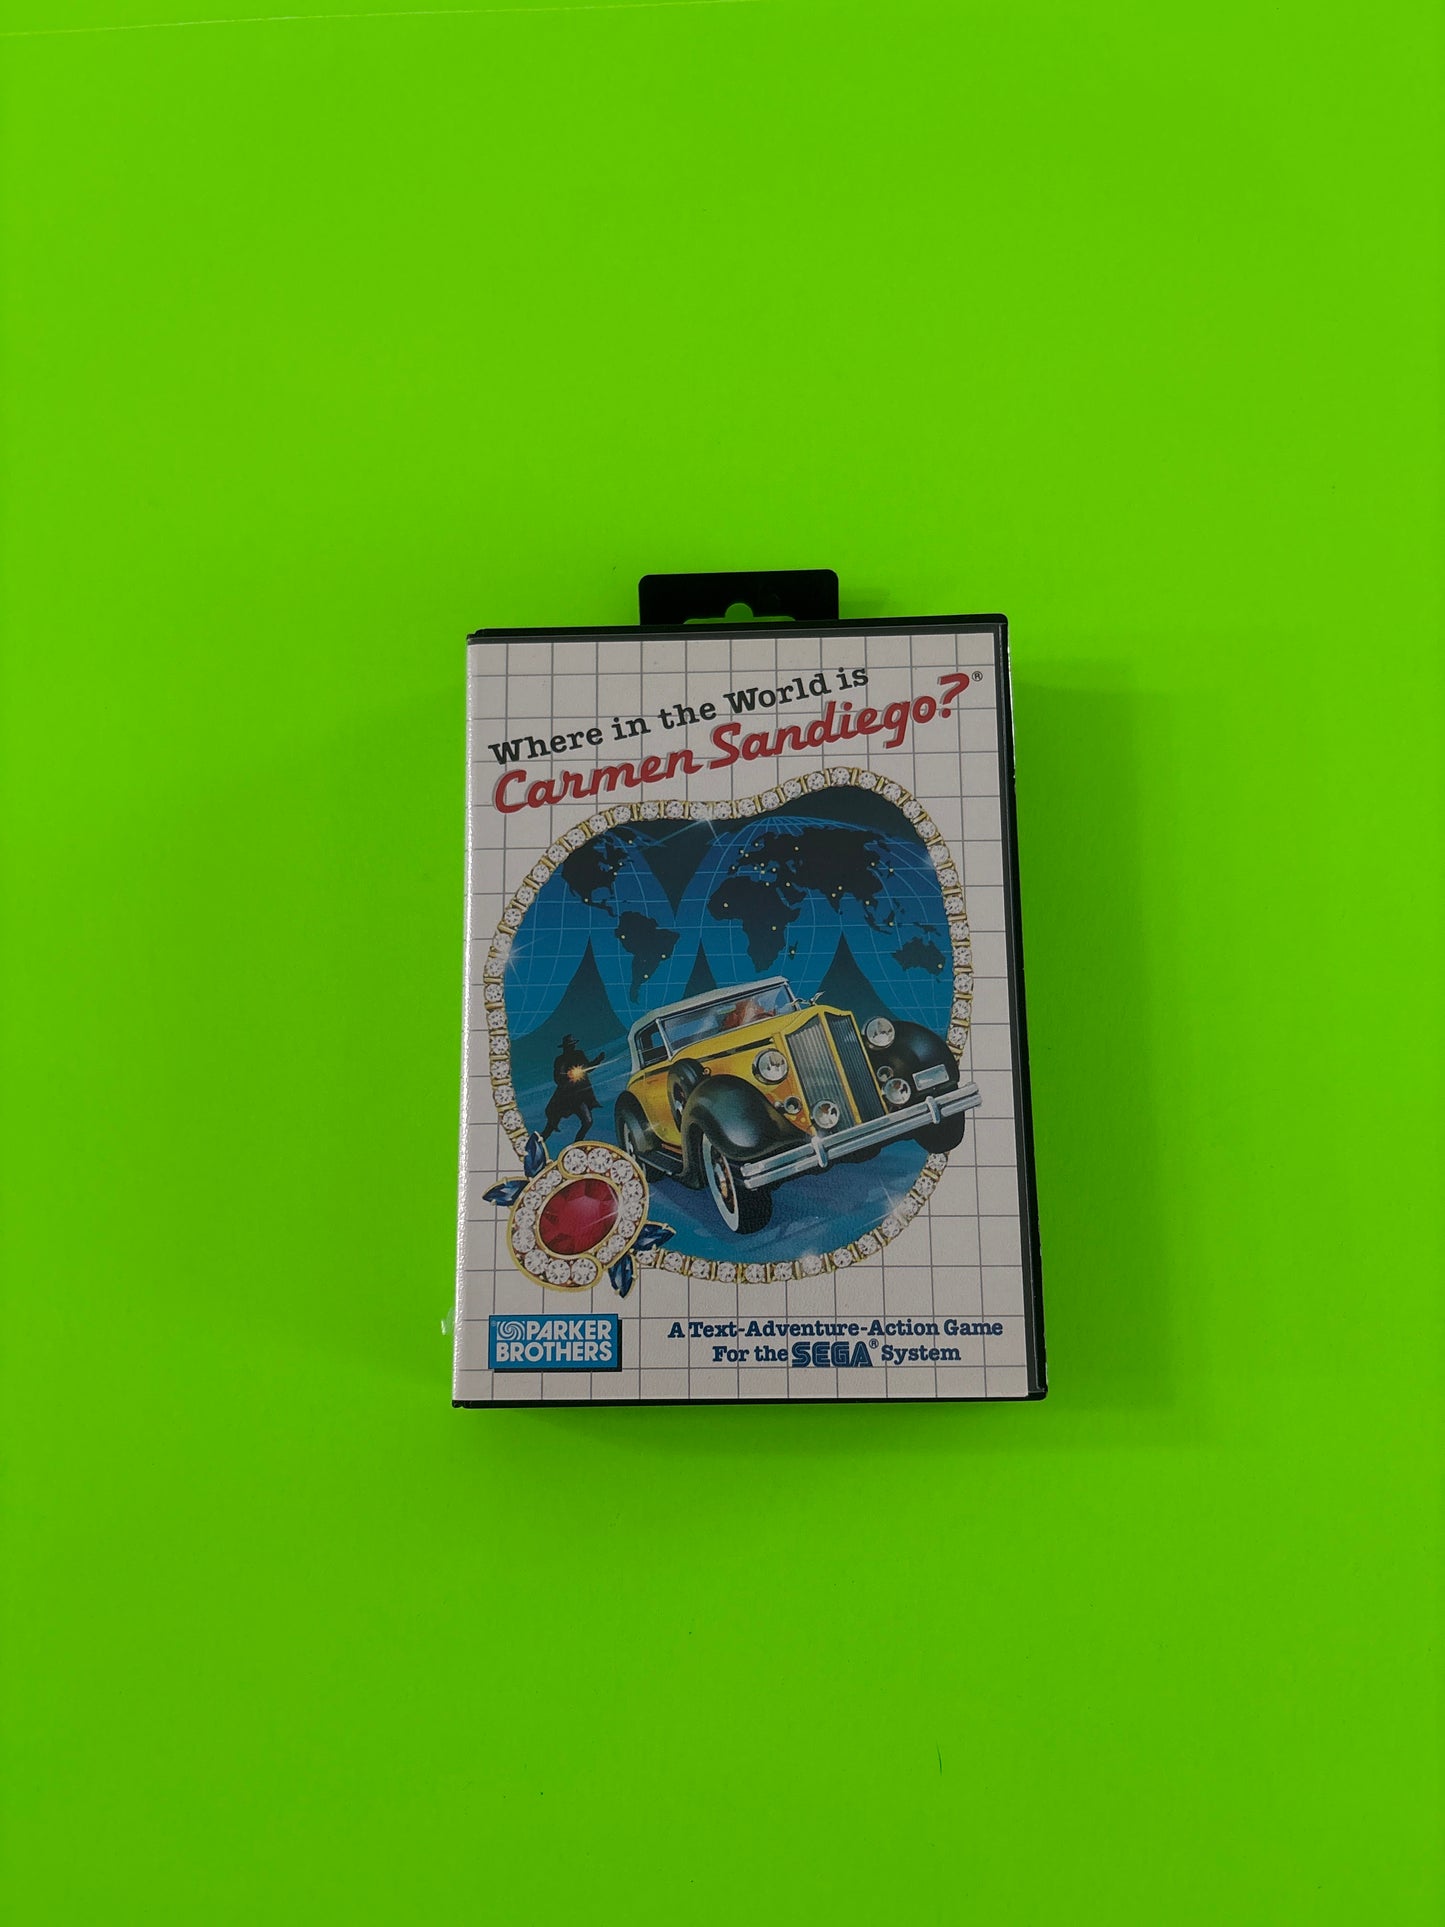 Where in the World is
Carmen Sandiego?®
PARKER
BROTHERS
A Text-Adventure-Action Game
For the SEGA® System